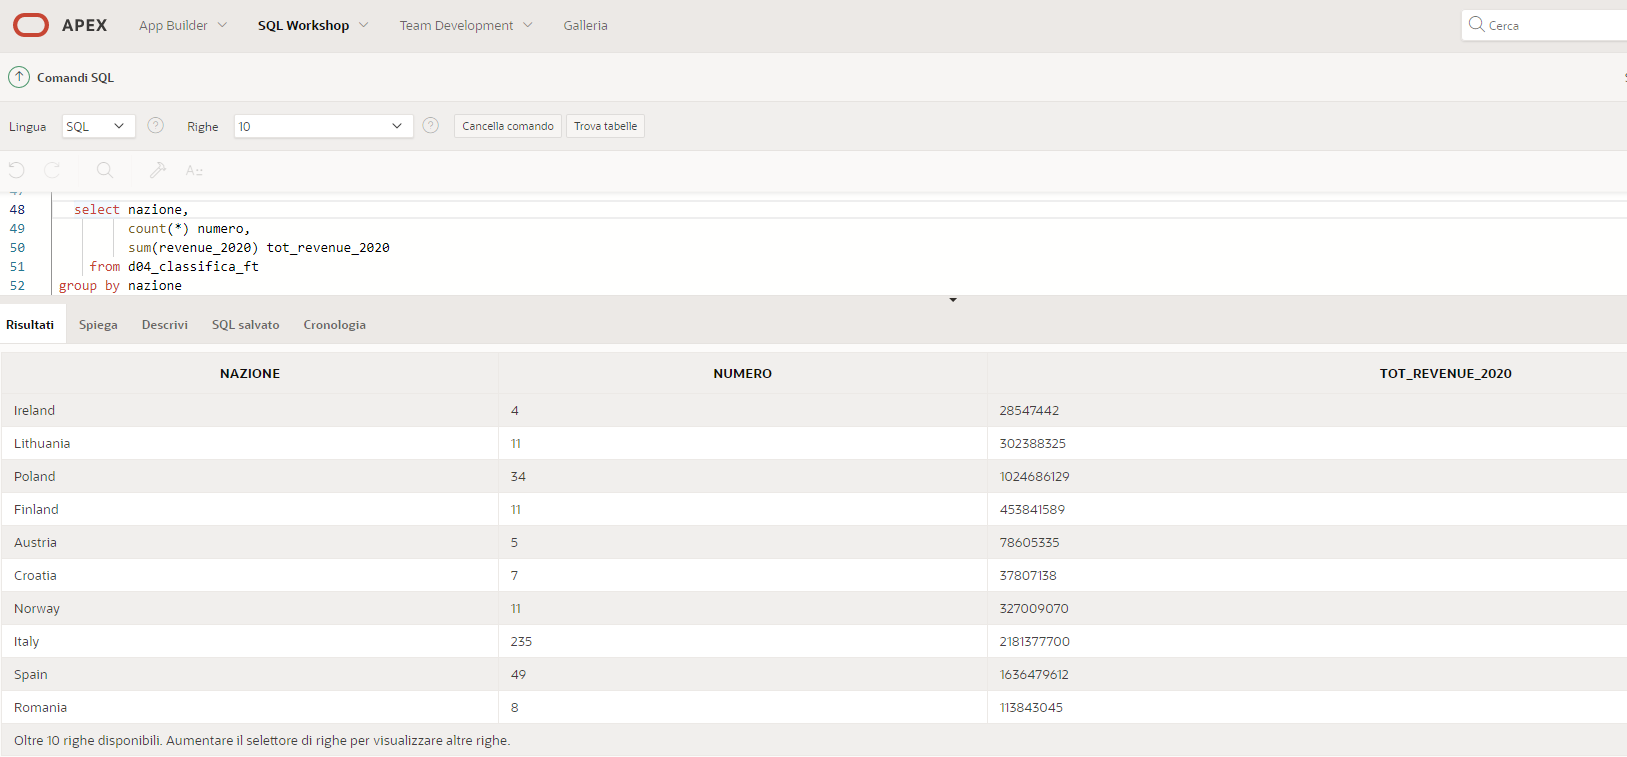 APEX App Builder SQL Workshop Team Development Galleria Cerca
Comandi SQL
Lingua SQL ? Righe 10 ? Cancella comando Trova tabelle
48 select nazione,
49 count(*) numero,
50 sum(revenue_2020) tot_revenue_2020
51 from d04_classifica_ft
52 group by nazione
Risultati Spiega Descrivi SQL salvato Cronologia
NAZIONE NUMERO TOT_REVENUE_2020
Ireland 4 28547442
Lithuania 11 302388325
Poland 34 1024686129
Finland 11 453841589
Austria 5 78605335
Croatia 7 37807138
Norway 11 327009070
Italy 235 2181377700
Spain 49 1636479612
Romania 8 113843045
Oltre 10 righe disponibili. Aumentare il selettore di righe per visualizzare altre righe.